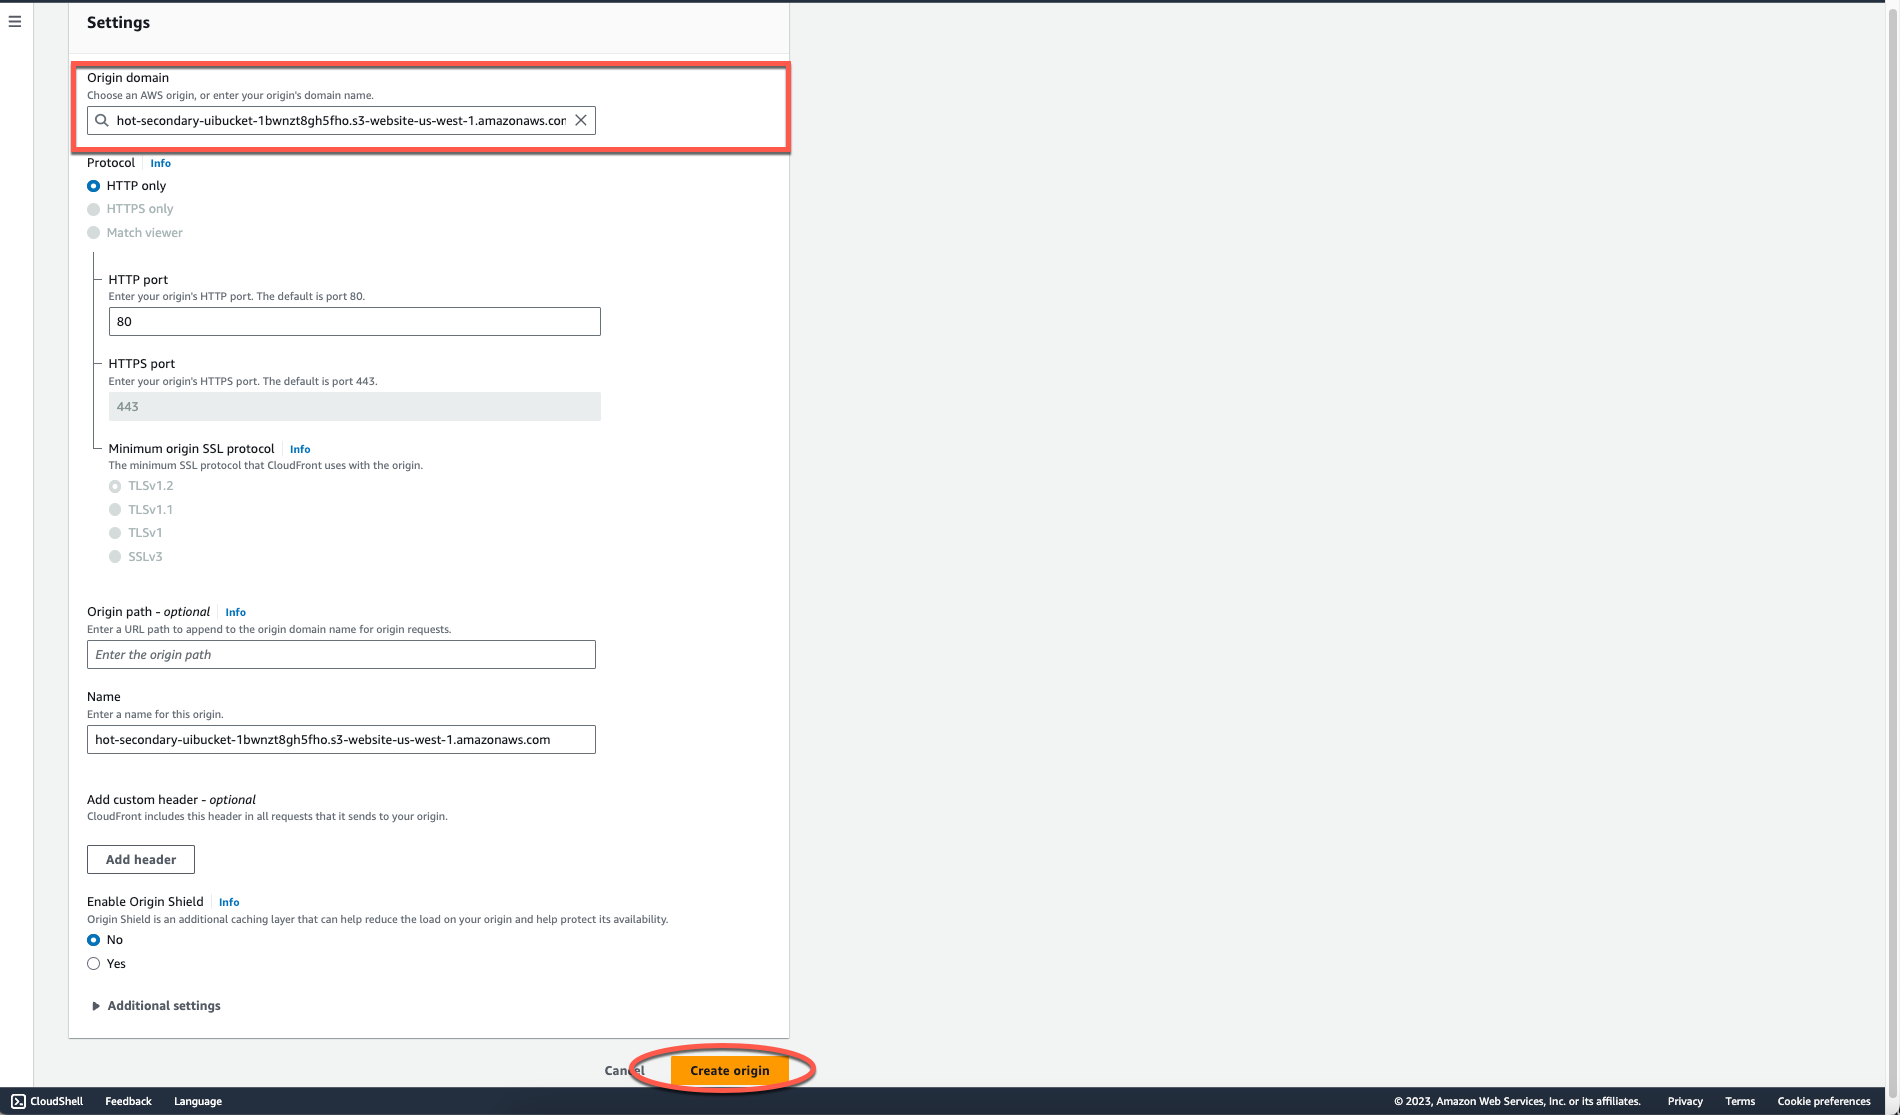 Settings
Origin domain
Choose an AWS origin, or enter your origin's domain name.
hot-secondary-uibucket-1bwnzt8gh5fho.s3-website-us-west-1.amazonaws.com
Protocol Info
HTTP only
HTTPS only
Match viewer
HTTP port
Enter your origin's HTTP port. The default is port 80.
80
HTTPS port
Enter your origin's HTTPS port. The default is port 443.
443
Minimum origin SSL protocol Info
The minimum SSL protocol that CloudFront uses with the origin.
TLSv1.2
TLSv1.1
TLSv1
SSLv3
Origin path - optional Info
Enter a URL path to append to the origin domain name for origin requests.
Enter the origin path
Name
Enter a name for this origin.
hot-secondary-uibucket-1bwnzt8gh5fho.s3-website-us-west-1.amazonaws.com
Add custom header - optional
CloudFront includes this header in all requests that it sends to your origin.
Add header
Enable Origin Shield Info
Origin Shield is an additional caching layer that can help reduce the load on your origin and help protect its availability.
No
Yes
Additional settings
Cancel Create origin
CloudShell Feedback Language © 2023, Amazon Web Services, Inc. or its affiliates. Privacy Terms Cookie preferences